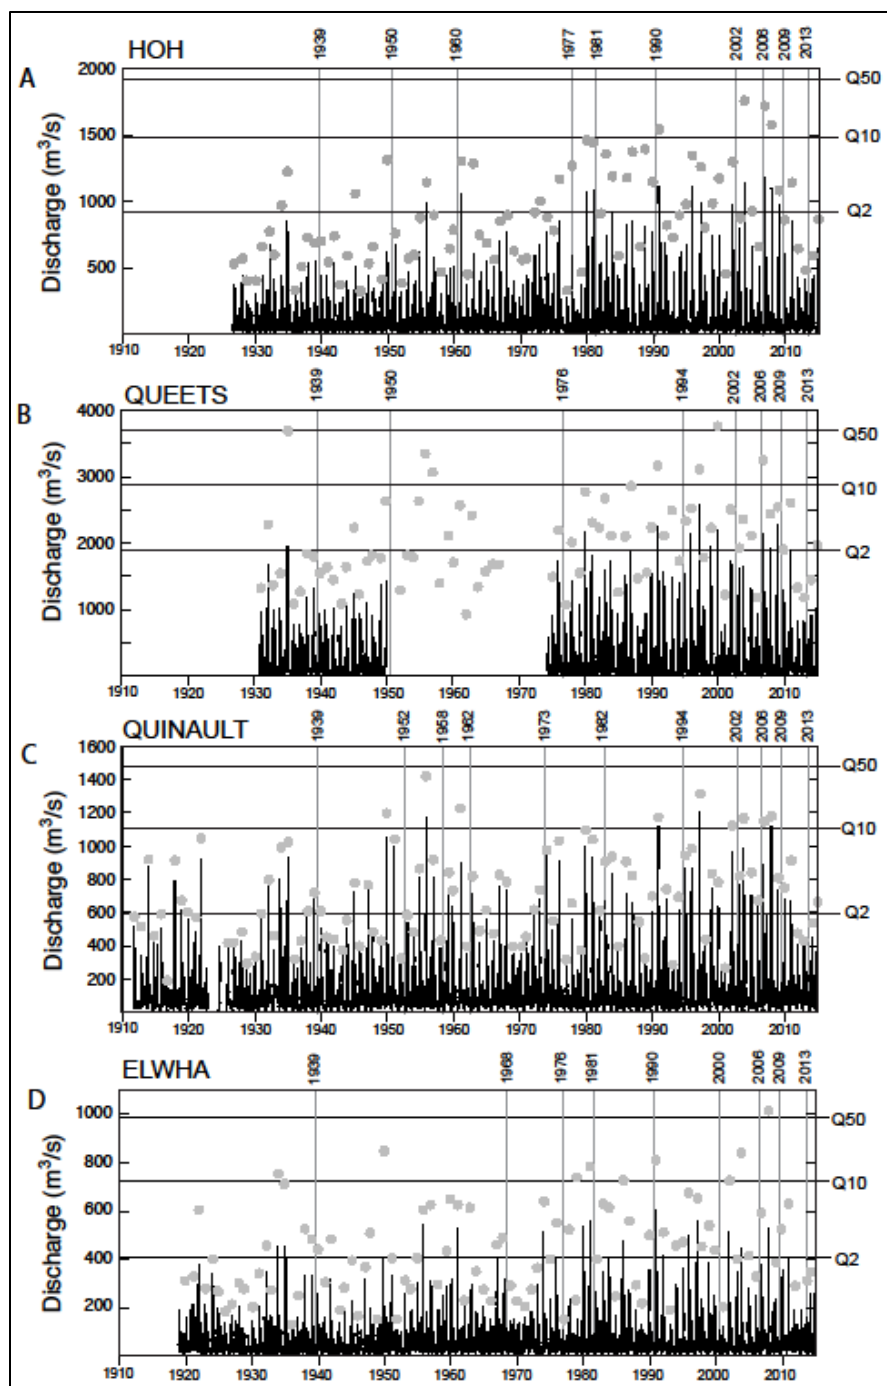 HOH
1939 1950 1960 1977 1981 1990 2002 2006 2009 2013
A
2000
1500
1000
500
Discharge (m³/s)
Q50
Q10
Q2
1910 1920 1930 1940 1950 1960 1970 1980 1990 2000 2010
QUEETS
1939 1950 1976 1994 2002 2006 2009 2013
B
4000
3000
2000
1000
Discharge (m³/s)
Q50
Q10
Q2
1910 1920 1930 1940 1950 1960 1970 1980 1990 2000 2010
QUINAULT
1939 1952 1958 1962 1973 1982 1994 2002 2006 2009 2013
C
1600
1400
1200
1000
800
600
400
200
Discharge (m³/s)
Q50
Q10
Q2
1910 1920 1930 1940 1950 1960 1970 1980 1990 2000 2010
ELWHA
1939 1968 1976 1981 1990 2000 2006 2009 2013
D
1000
800
600
400
200
Discharge (m³/s)
Q50
Q10
Q2
1910 1920 1930 1940 1950 1960 1970 1980 1990 2000 2010